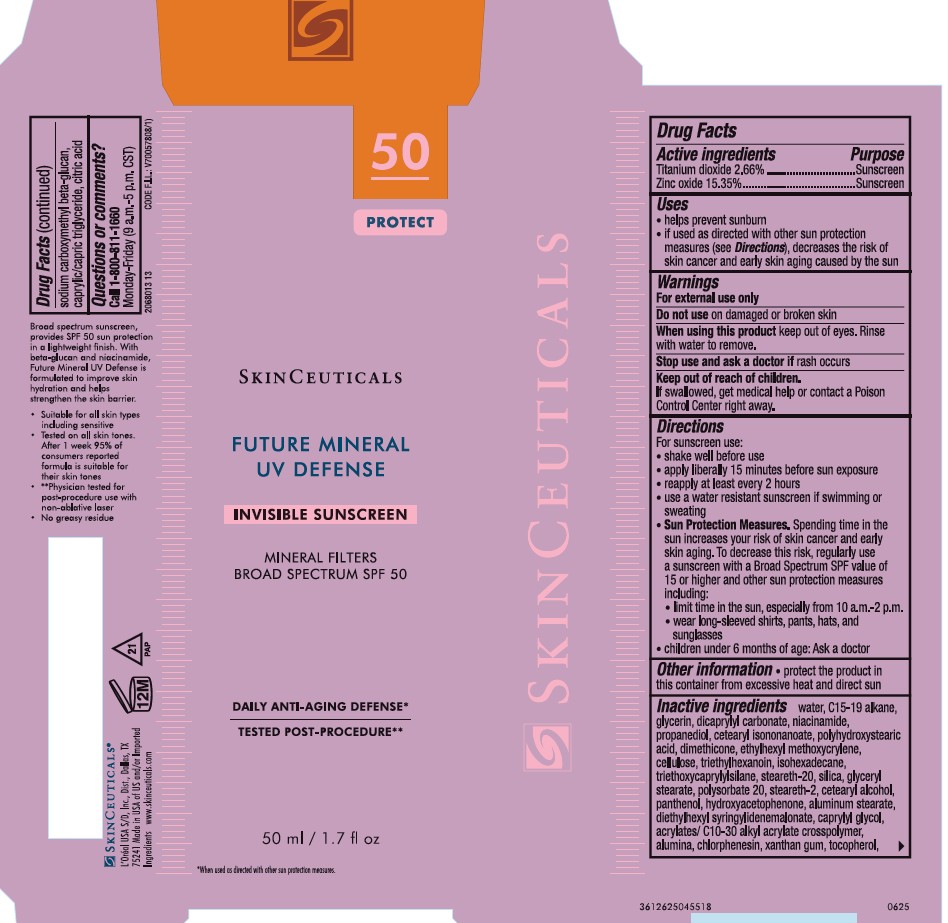 50
PROTECT
SKINCEUTICALS
FUTURE MINERAL
UV DEFENSE
INVISIBLE SUNSCREEN
MINERAL FILTERS
BROAD SPECTRUM SPF 50
DAILY ANTI-AGING DEFENSE*
TESTED POST-PROCEDURE**
50 ml / 1.7 fl oz
*When used as directed with other sun protection measures.
SKINCEUTICALS
Drug Facts
Active ingredients Purpose
Titanium dioxide 2.66% ........................Sunscreen
Zinc oxide 15.35%..............................Sunscreen
Uses
• helps prevent sunburn
• if used as directed with other sun protection
measures (see Directions), decreases the risk of
skin cancer and early skin aging caused by the sun
Warnings
For external use only
Do not use on damaged or broken skin
When using this product keep out of eyes. Rinse
with water to remove.
Stop use and ask a doctor if rash occurs
Keep out of reach of children.
If swallowed, get medical help or contact a Poison
Control Center right away.
Directions
For sunscreen use:
• shake well before use
• apply liberally 15 minutes before sun exposure
• reapply at least every 2 hours
• use a water resistant sunscreen if swimming or
sweating
• Sun Protection Measures. Spending time in the
sun increases your risk of skin cancer and early
skin aging. To decrease this risk, regularly use
a sunscreen with a Broad Spectrum SPF value of
15 or higher and other sun protection measures
including:
• limit time in the sun, especially from 10 a.m.-2 p.m.
• wear long-sleeved shirts, pants, hats, and
sunglasses
• children under 6 months of age: Ask a doctor
Other information • protect the product in
this container from excessive heat and direct sun
Inactive ingredients water, C15-19 alkane,
glycerin, dicaprylyl carbonate, niacinamide,
propanediol, cetearyl isononanoate, polyhydroxystearic
acid, dimethicone, ethylhexyl methoxycrylene,
cellulose, triethylhexanoin, isohexadecane,
triethoxycaprylylsilane, steareth-20, silica, glyceryl
stearate, polysorbate 20, steareth-2, cetearyl alcohol,
panthenol, hydroxyacetophenone, aluminum stearate,
diethylhexyl syringylidenemalonate, caprylyl glycol,
acrylates/ C10-30 alkyl acrylate crosspolymer,
alumina, chlorphenesin, xanthan gum, tocopherol,
3612625045518 0625
Drug Facts (continued)
sodium carboxymethyl beta-glucan,
caprylic/capric triglyceride, citric acid
Questions or comments?
Call 1-800-811-1660
Monday-Friday (9 a.m.-5 p.m. CST)
2068013 13 CODE F.I.L.: V70057808/1)
Broad spectrum sunscreen,
provides SPF 50 sun protection
in a lightweight finish. With
beta-glucan and niacinamide,
Future Mineral UV Defense is
formulated to improve skin
hydration and helps
strengthen the skin barrier.
• Suitable for all skin types
including sensitive
• Tested on all skin tones.
After 1 week 95% of
consumers reported
formula is suitable for
their skin tones
• **Physician tested for
post-procedure use with
non-ablative laser
• No greasy residue
21
PAP
12M
SKINCEUTICALS®
L'Oréal USA S/D, Inc., Dist., Dallas, TX
75241 Made in USA of US and/or Imported
Ingredients www.skinceuticals.com